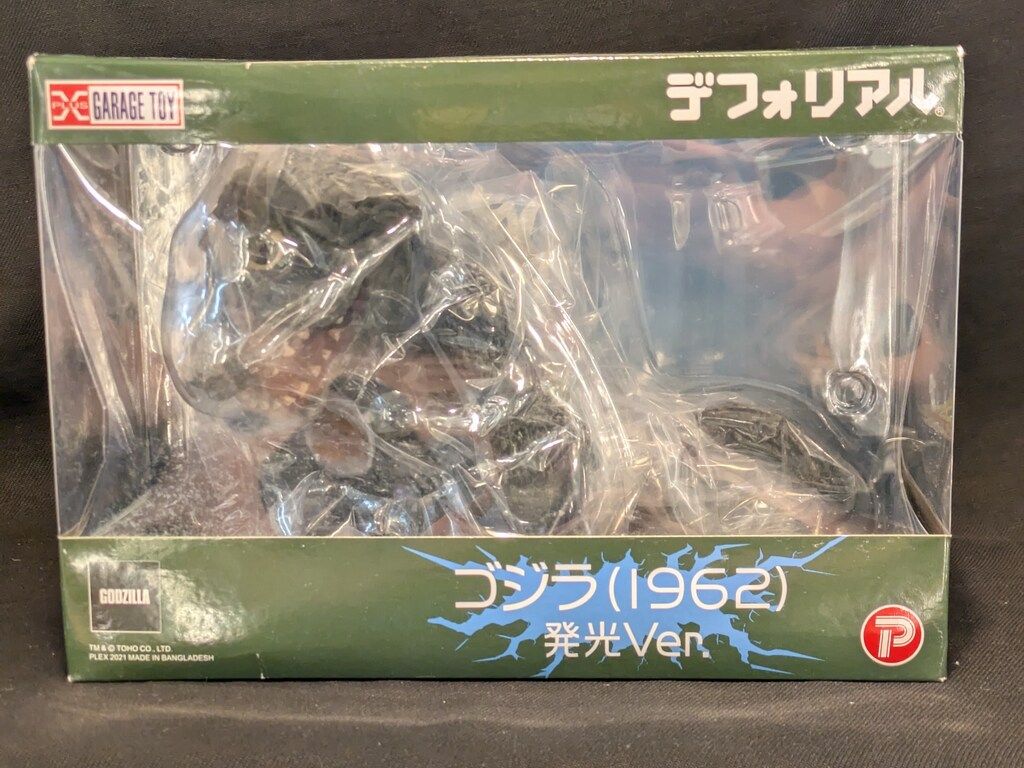 X PLUS GARAGE TOY
デフォリアル®
GODZILLA
TM & © TOHO CO., LTD.
PLEX 2021 MADE IN BANGLADESH
ゴジラ(1962)
発光Ver.
P